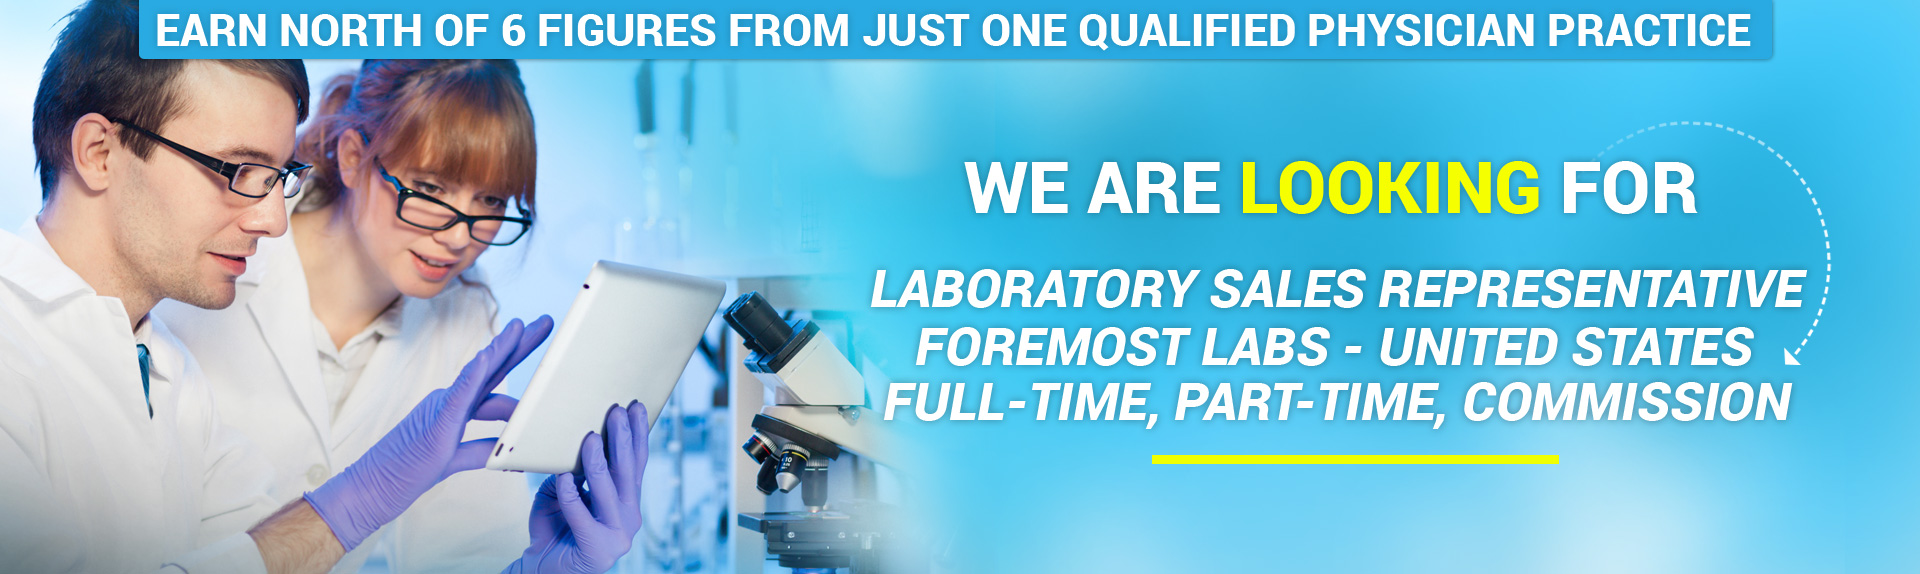 EARN NORTH OF 6 FIGURES FROM JUST ONE QUALIFIED PHYSICIAN PRACTICE
WE ARE LOOKING FOR
LABORATORY SALES REPRESENTATIVE
FOREMOST LABS - UNITED STATES
FULL-TIME, PART-TIME, COMMISSION